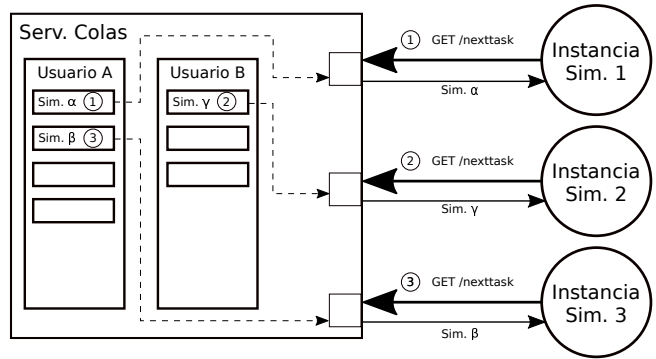 Serv. Colas
Usuario A
Sim. α 1
Sim. β 3
Usuario B
Sim. γ 2
1 GET /nexttask
Sim. α
Instancia
Sim. 1
2 GET /nexttask
Sim. γ
Instancia
Sim. 2
3 GET /nexttask
Sim. β
Instancia
Sim. 3